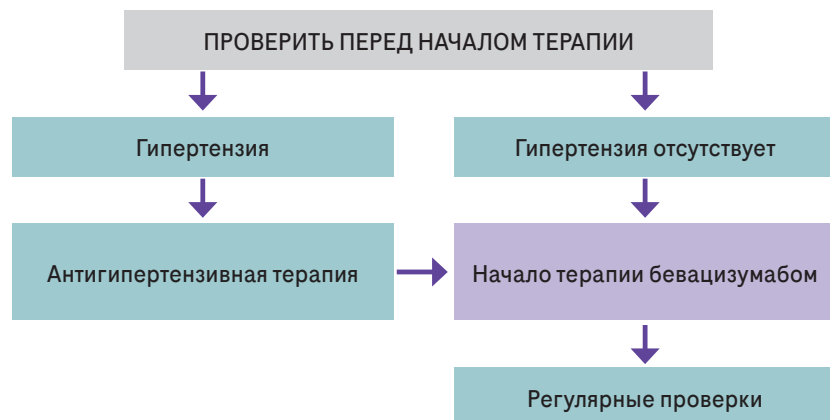 ПРОВЕРИТЬ ПЕРЕД НАЧАЛОМ ТЕРАПИИ
Гипертензия
Гипертензия отсутствует
Антигипертензивная терапия
Начало терапии бевацизумабом
Регулярные проверки